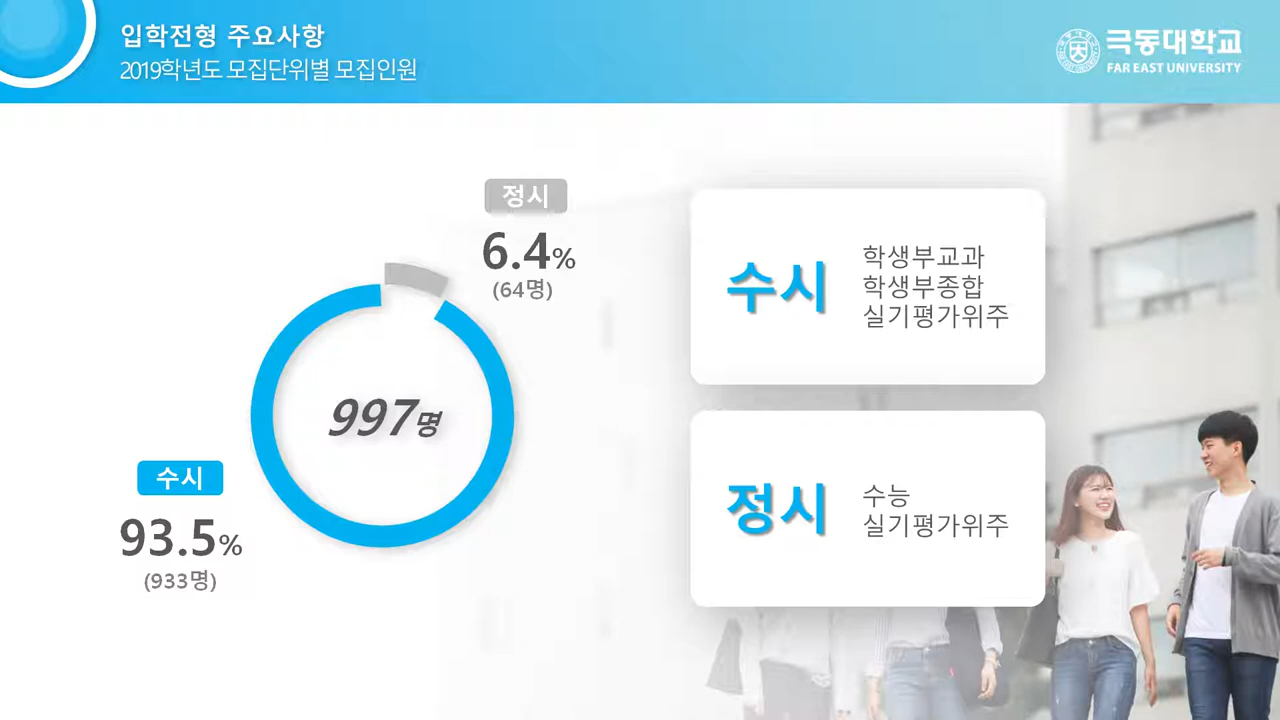 입학전형 주요사항
2019학년도 모집단위별 모집인원
극동대학교
FAR EAST UNIVERSITY
정시
6.4%
(64명)
997명
수시
93.5%
(933명)
수시
학생부교과
학생부종합
실기평가위주
정시
수능
실기평가위주